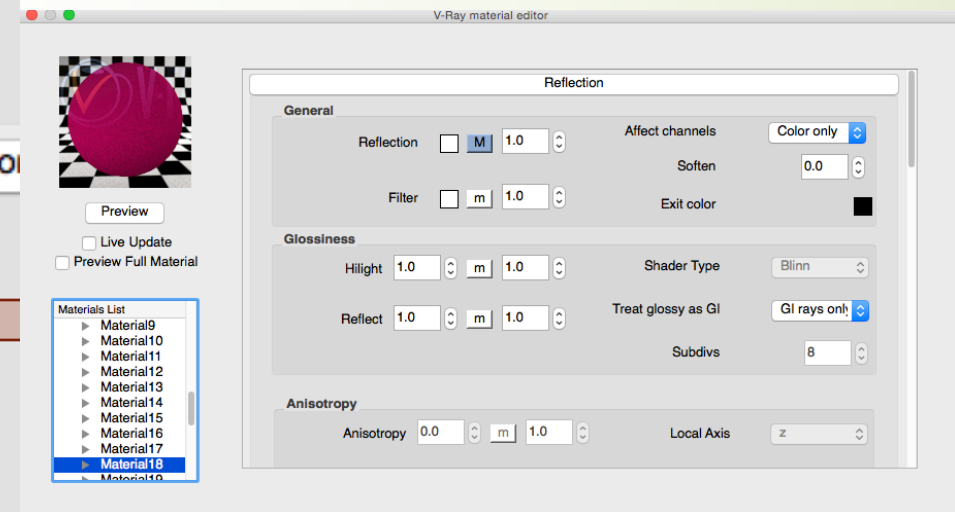 V-Ray material editor
Reflection
General
Reflection M 1.0
Affect channels Color only
Soften 0.0
Filter m 1.0
Exit color
Preview
Live Update
Preview Full Material
Glossiness
Hilight 1.0 m 1.0
Shader Type Blinn
Reflect 1.0 m 1.0
Treat glossy as GI GI rays only
Subdivs 8
Materials List
Material9
Material10
Material11
Material12
Material13
Material14
Material15
Material16
Material17
Material18
Material19
Anisotropy
Anisotropy 0.0 m 1.0
Local Axis z